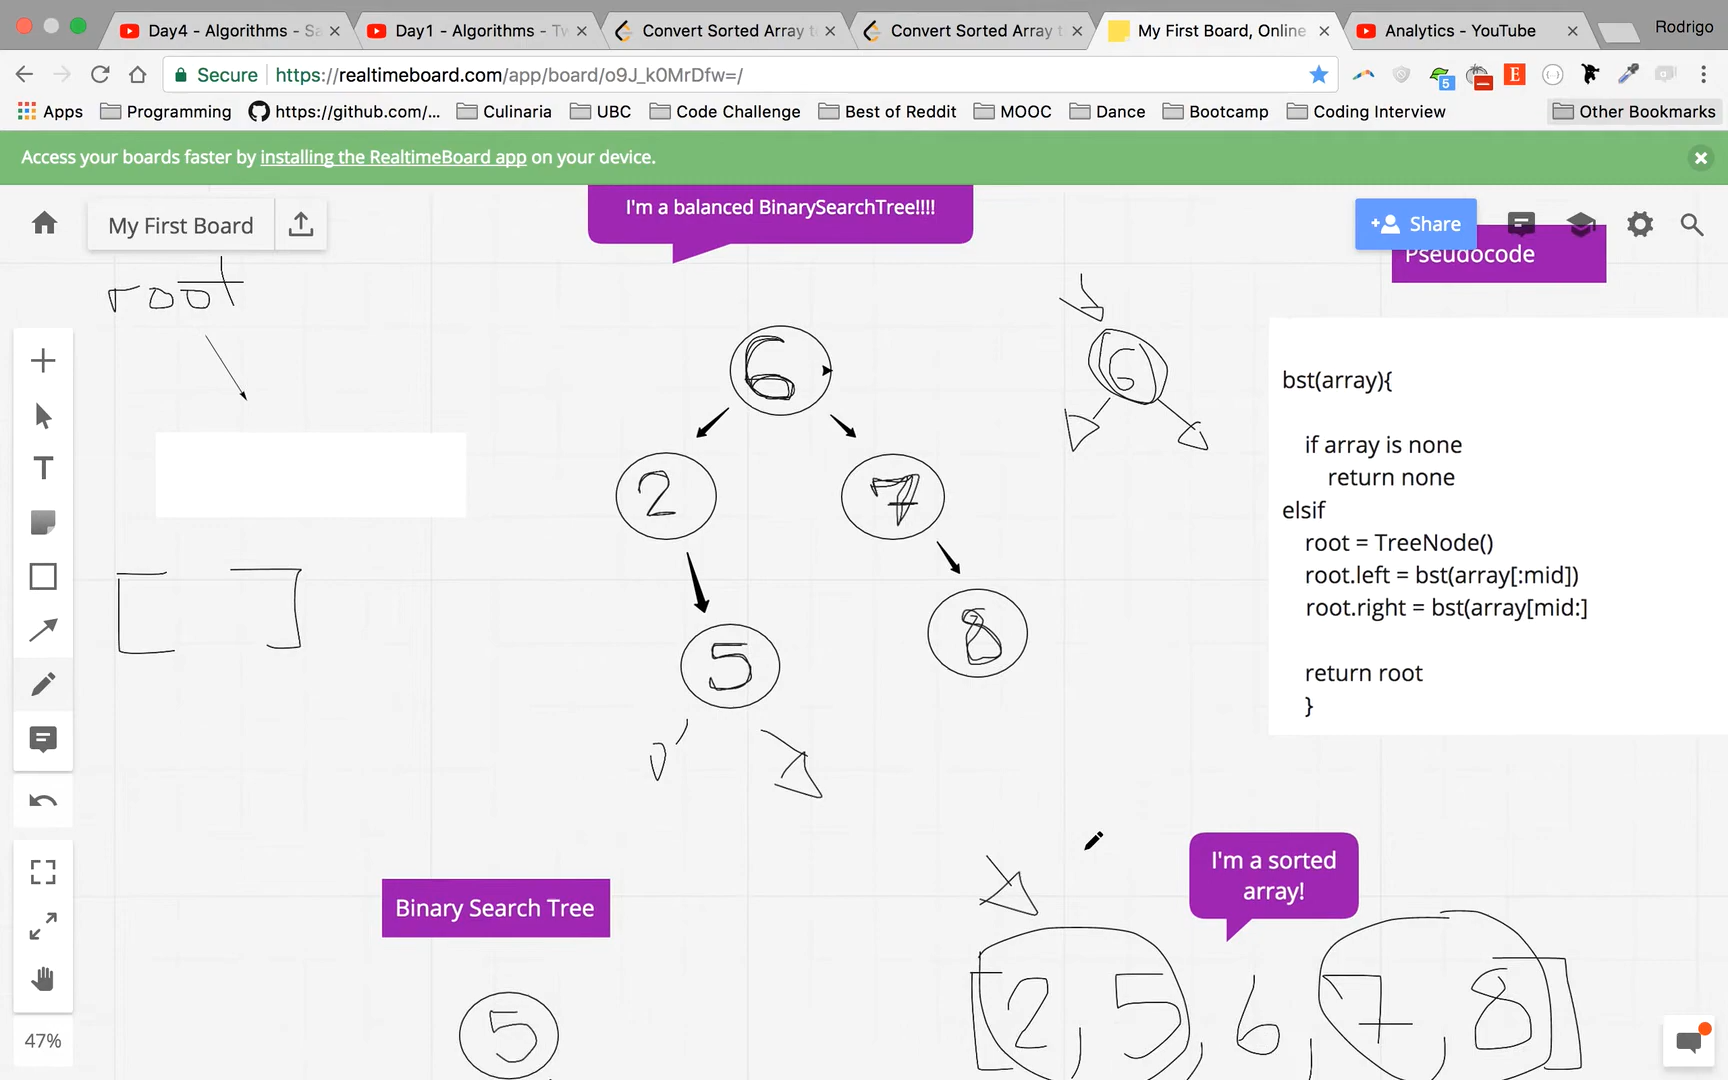 Day4 - Algorithms - Sa
Day1 - Algorithms - Tw
Convert Sorted Array to
Convert Sorted Array t
My First Board, Online
Analytics - YouTube
Rodrigo
Secure
https://realtimeboard.com/app/board/o9J_k0MrDfw=/
5
E
Apps
Programming
https://github.com/...
Culinaria
UBC
Code Challenge
Best of Reddit
MOOC
Dance
Bootcamp
Coding Interview
Other Bookmarks
Access your boards faster by installing the RealtimeBoard app on your device.
My First Board
I'm a balanced BinarySearchTree!!!!
Share
Pseudocode
root
6
2
7
5
8
6
bst(array){
if array is none
return none
elsif
root = TreeNode()
root.left = bst(array[:mid])
root.right = bst(array[mid:]
return root
}
T
Binary Search Tree
5
I'm a sorted
array!
[2,5,6,7,8]
47%